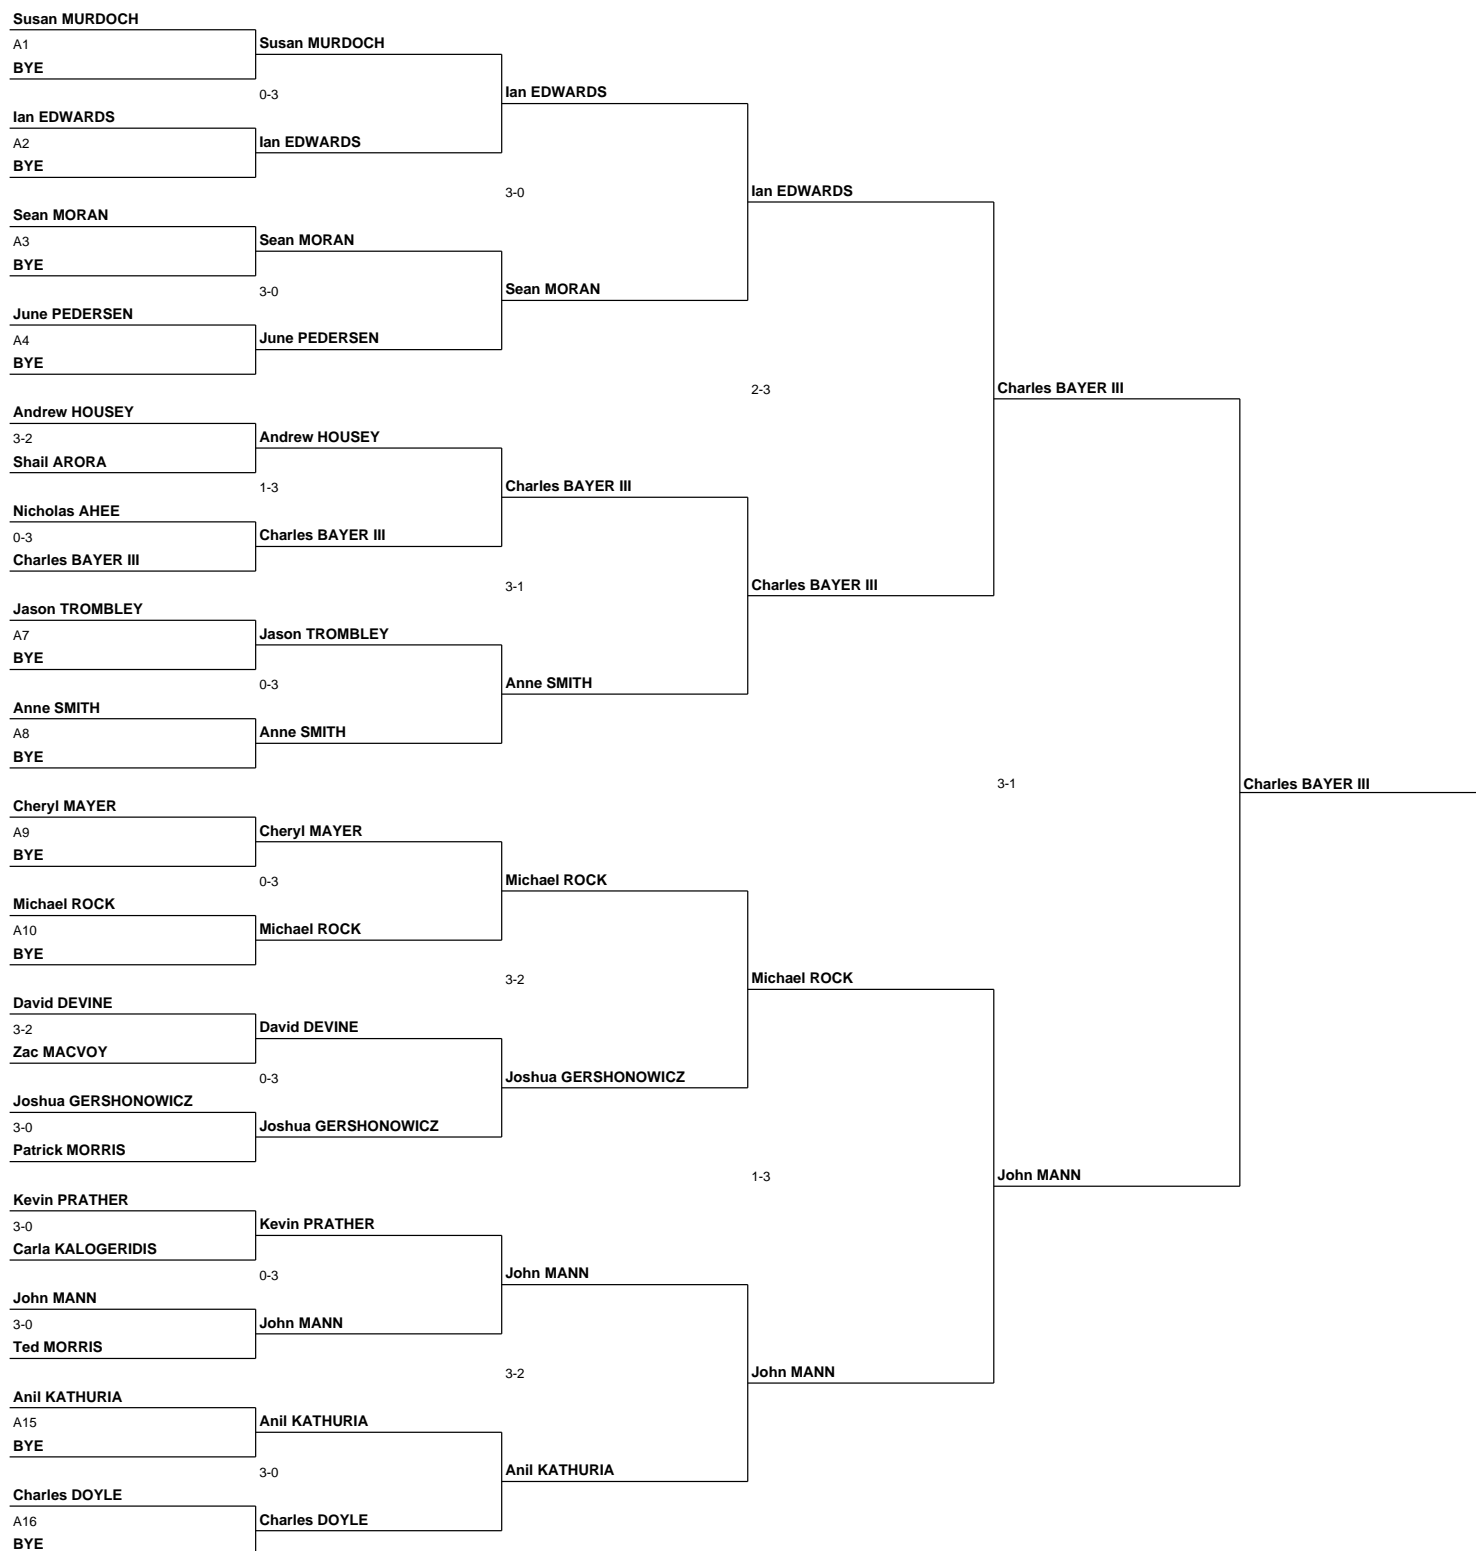 Susan MURDOCH
A1
BYE
Ian EDWARDS
A2
BYE
Sean MORAN
A3
BYE
June PEDERSEN
A4
BYE
Andrew HOUSEY
3-2
Shail ARORA
Nicholas AHEE
0-3
Charles BAYER III
Jason TROMBLEY
A7
BYE
Anne SMITH
A8
BYE
Cheryl MAYER
A9
BYE
Michael ROCK
A10
BYE
David DEVINE
3-2
Zac MACVOY
Joshua GERSHONOWICZ
3-0
Patrick MORRIS
Kevin PRATHER
3-0
Carla KALOGERIDIS
John MANN
3-0
Ted MORRIS
Anil KATHURIA
A15
BYE
Charles DOYLE
A16
BYE
Susan MURDOCH
0-3
Ian EDWARDS
Sean MORAN
3-0
June PEDERSEN
Andrew HOUSEY
1-3
Charles BAYER III
Jason TROMBLEY
0-3
Anne SMITH
Cheryl MAYER
0-3
Michael ROCK
David DEVINE
0-3
Joshua GERSHONOWICZ
Kevin PRATHER
0-3
John MANN
Anil KATHURIA
3-0
Charles DOYLE
Ian EDWARDS
3-0
Sean MORAN
Charles BAYER III
3-1
Anne SMITH
Michael ROCK
3-2
Joshua GERSHONOWICZ
John MANN
3-2
Anil KATHURIA
Ian EDWARDS
2-3
Charles BAYER III
Michael ROCK
1-3
John MANN
Charles BAYER III
3-1
John MANN
Charles BAYER III